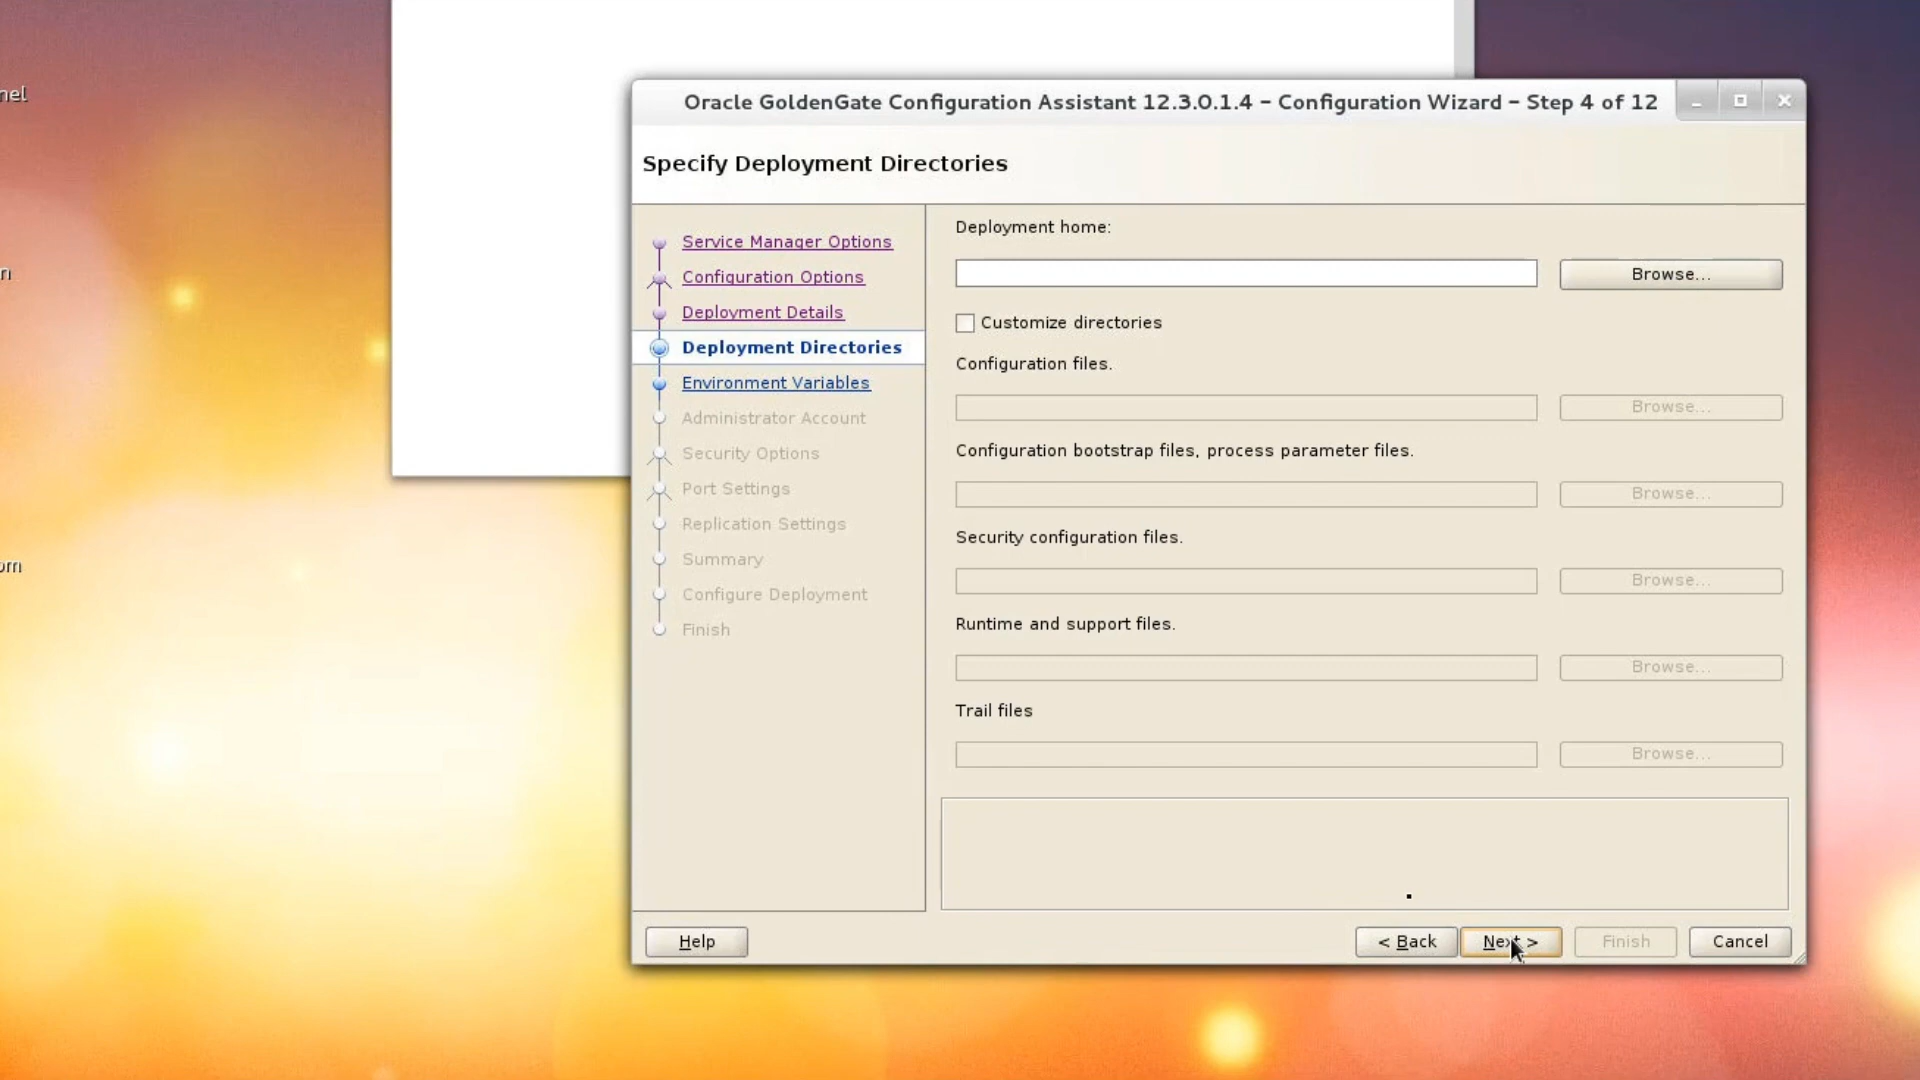 nel
n
om
Oracle GoldenGate Configuration Assistant 12.3.0.1.4 – Configuration Wizard – Step 4 of 12
Specify Deployment Directories
Service Manager Options
Configuration Options
Deployment Details
Deployment Directories
Environment Variables
Administrator Account
Security Options
Port Settings
Replication Settings
Summary
Configure Deployment
Finish
Deployment home:
Browse...
Customize directories
Configuration files.
Browse...
Configuration bootstrap files, process parameter files.
Browse...
Security configuration files.
Browse...
Runtime and support files.
Browse...
Trail files
Browse...
Help
< Back
Next >
Finish
Cancel